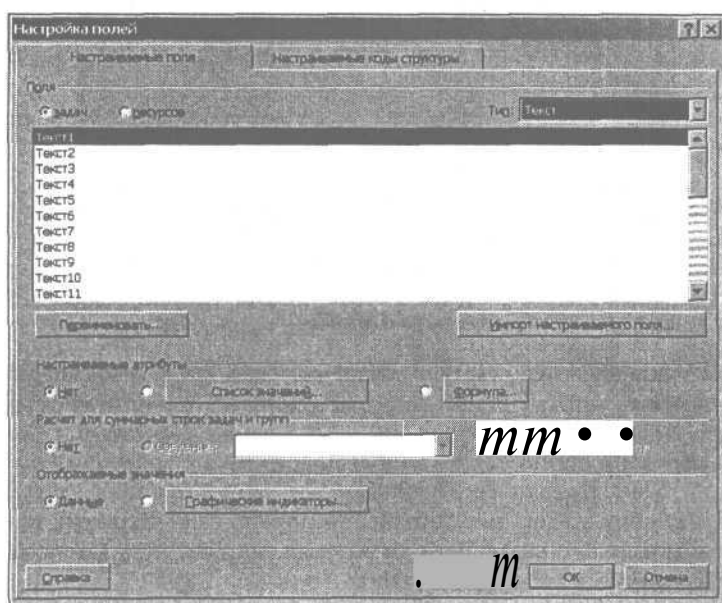 Настройка полей
Настраиваемые поля Настраиваемые коды структуры
Поля
задач ресурсов Тип: Текст
Текст1
Текст2
Текст3
Текст4
Текст5
Текст6
Текст7
Текст8
Текст9
Текст10
Текст11
Переименовать... Импорт настраиваемого поля...
Настраиваемые атрибуты
Нет Список значений... Формула...
Расчет для суммарных строк задач и групп
Нет mm • •
Отображаемые значения
Данные Графические индикаторы...
Справка . m ОК Отмена